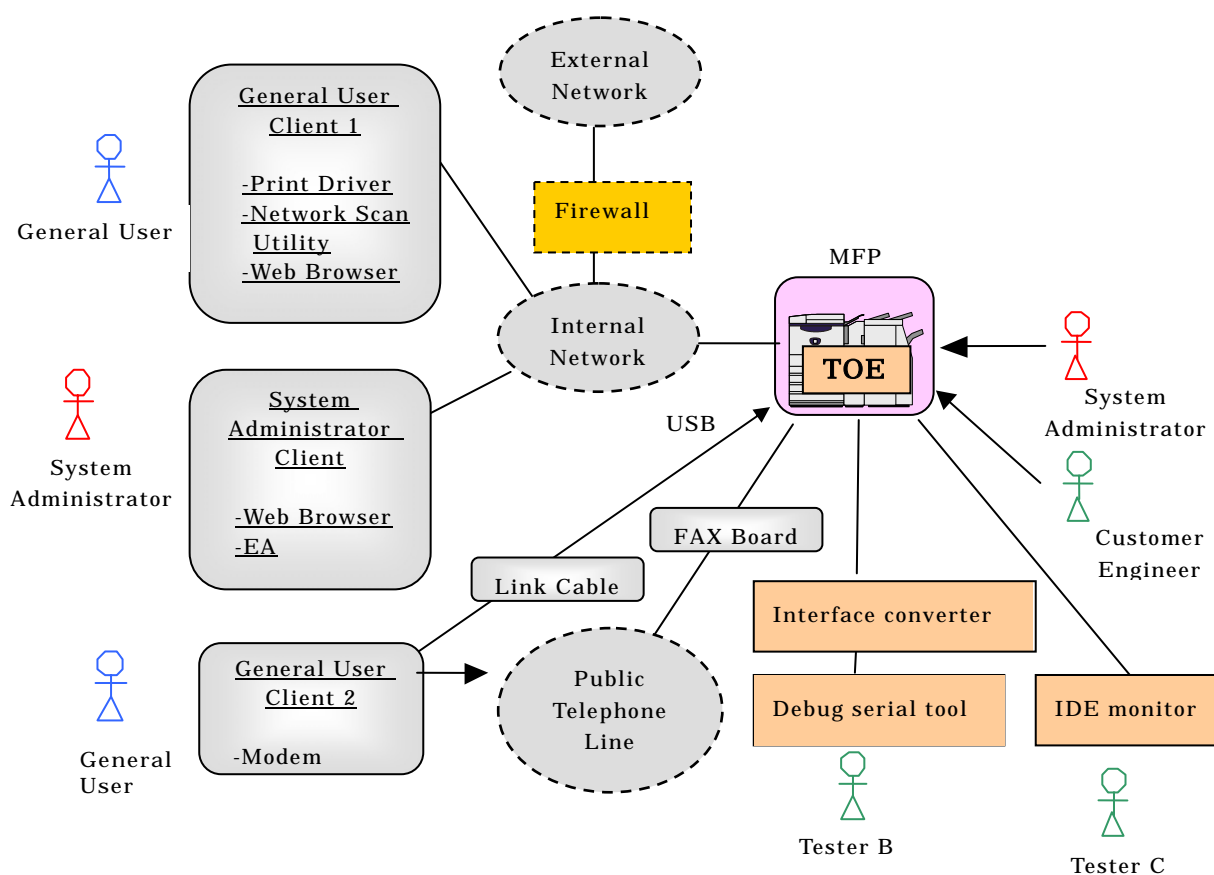 External
Network
General User
Client 1
-Print Driver
-Network Scan
Utility
-Web Browser
General User
Firewall
MFP
TOE
Internal
Network
System
Administrator
System
Administrator
Client
-Web Browser
-EA
System
Administrator
USB
FAX Board
Customer
Engineer
Link Cable
Interface converter
General User
Client 2
-Modem
General
User
Public
Telephone
Line
Debug serial tool
IDE monitor
Tester B
Tester C